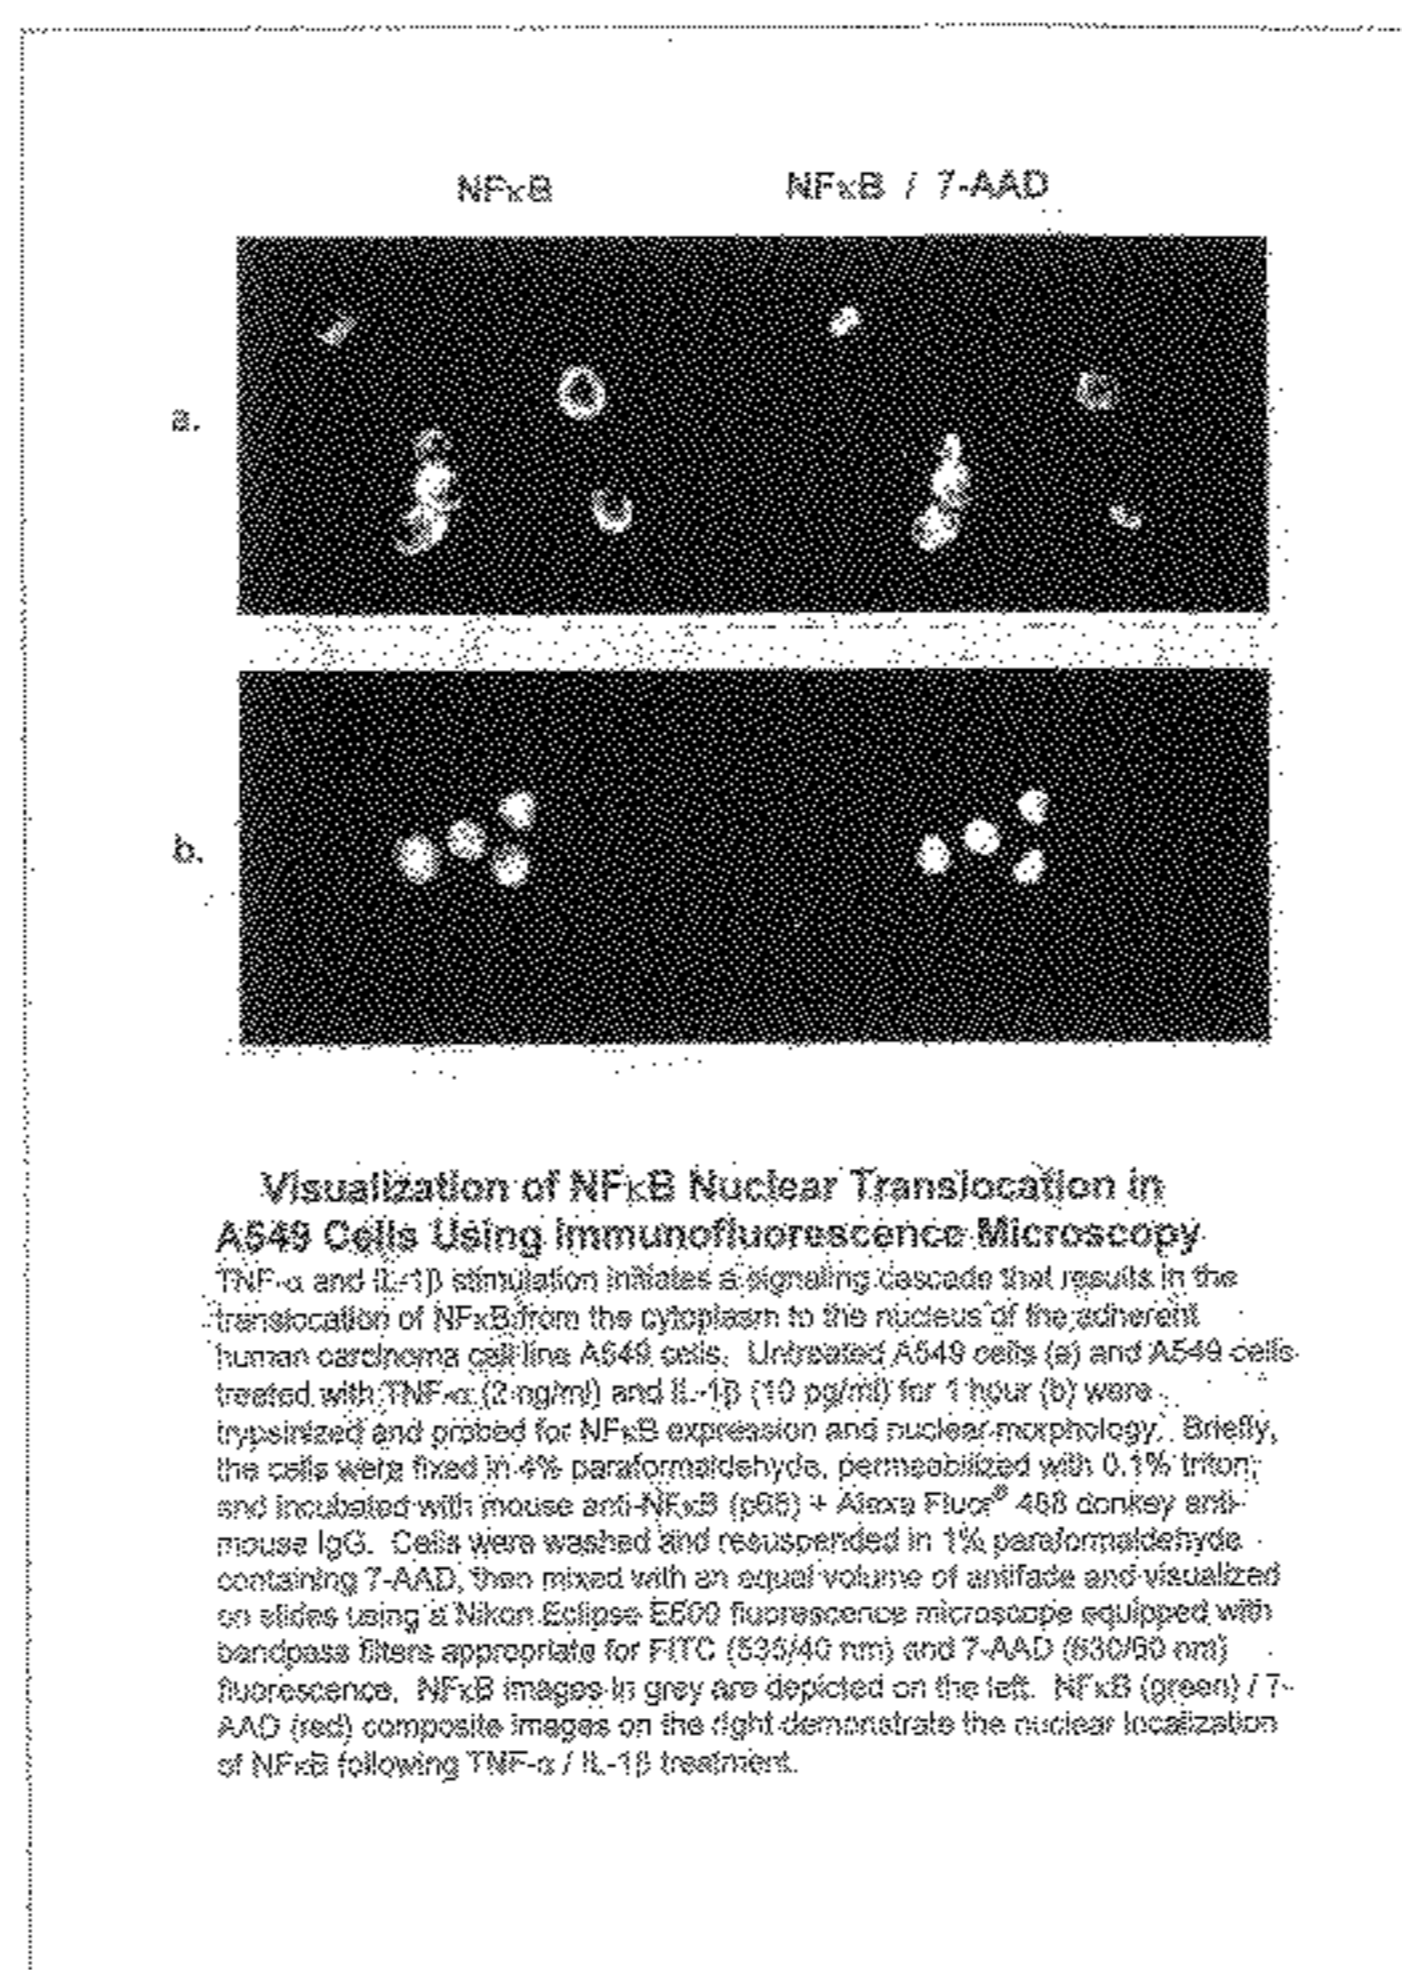 NFκB
NFκB / 7-AAD
a.
b.
Visualization of NFκB Nuclear Translocation in
A549 Cells Using Immunofluorescence Microscopy
TNF-α and IL-1β stimulation initiates a signaling cascade that results in the
translocation of NFκB from the cytoplasm to the nucleus of the adherent
human carcinoma cell line A549 cells. Untreated A549 cells (a) and A549 cells
treated with TNF-α (2 ng/ml) and IL-1β (10 pg/ml) for 1 hour (b) were
trypsinized and probed for NFκB expression and nuclear morphology. Briefly,
the cells were fixed in 4% paraformaldehyde, permeabilized with 0.1% triton,
and incubated with mouse anti-NFκB (p65) + Alexa Fluor® 488 donkey anti-
mouse IgG. Cells were washed and resuspended in 1% paraformaldehyde
containing 7-AAD, then mixed with an equal volume of antifade and visualized
on slides using a Nikon Eclipse E600 fluorescence microscope equipped with
bandpass filters appropriate for FITC (535/40 nm) and 7-AAD (630/60 nm)
fluorescence. NFκB images in grey are depicted on the left. NFκB (green) / 7-
AAD (red) composite images on the right demonstrate the nuclear localization
of NFκB following TNF-α / IL-1β treatment.